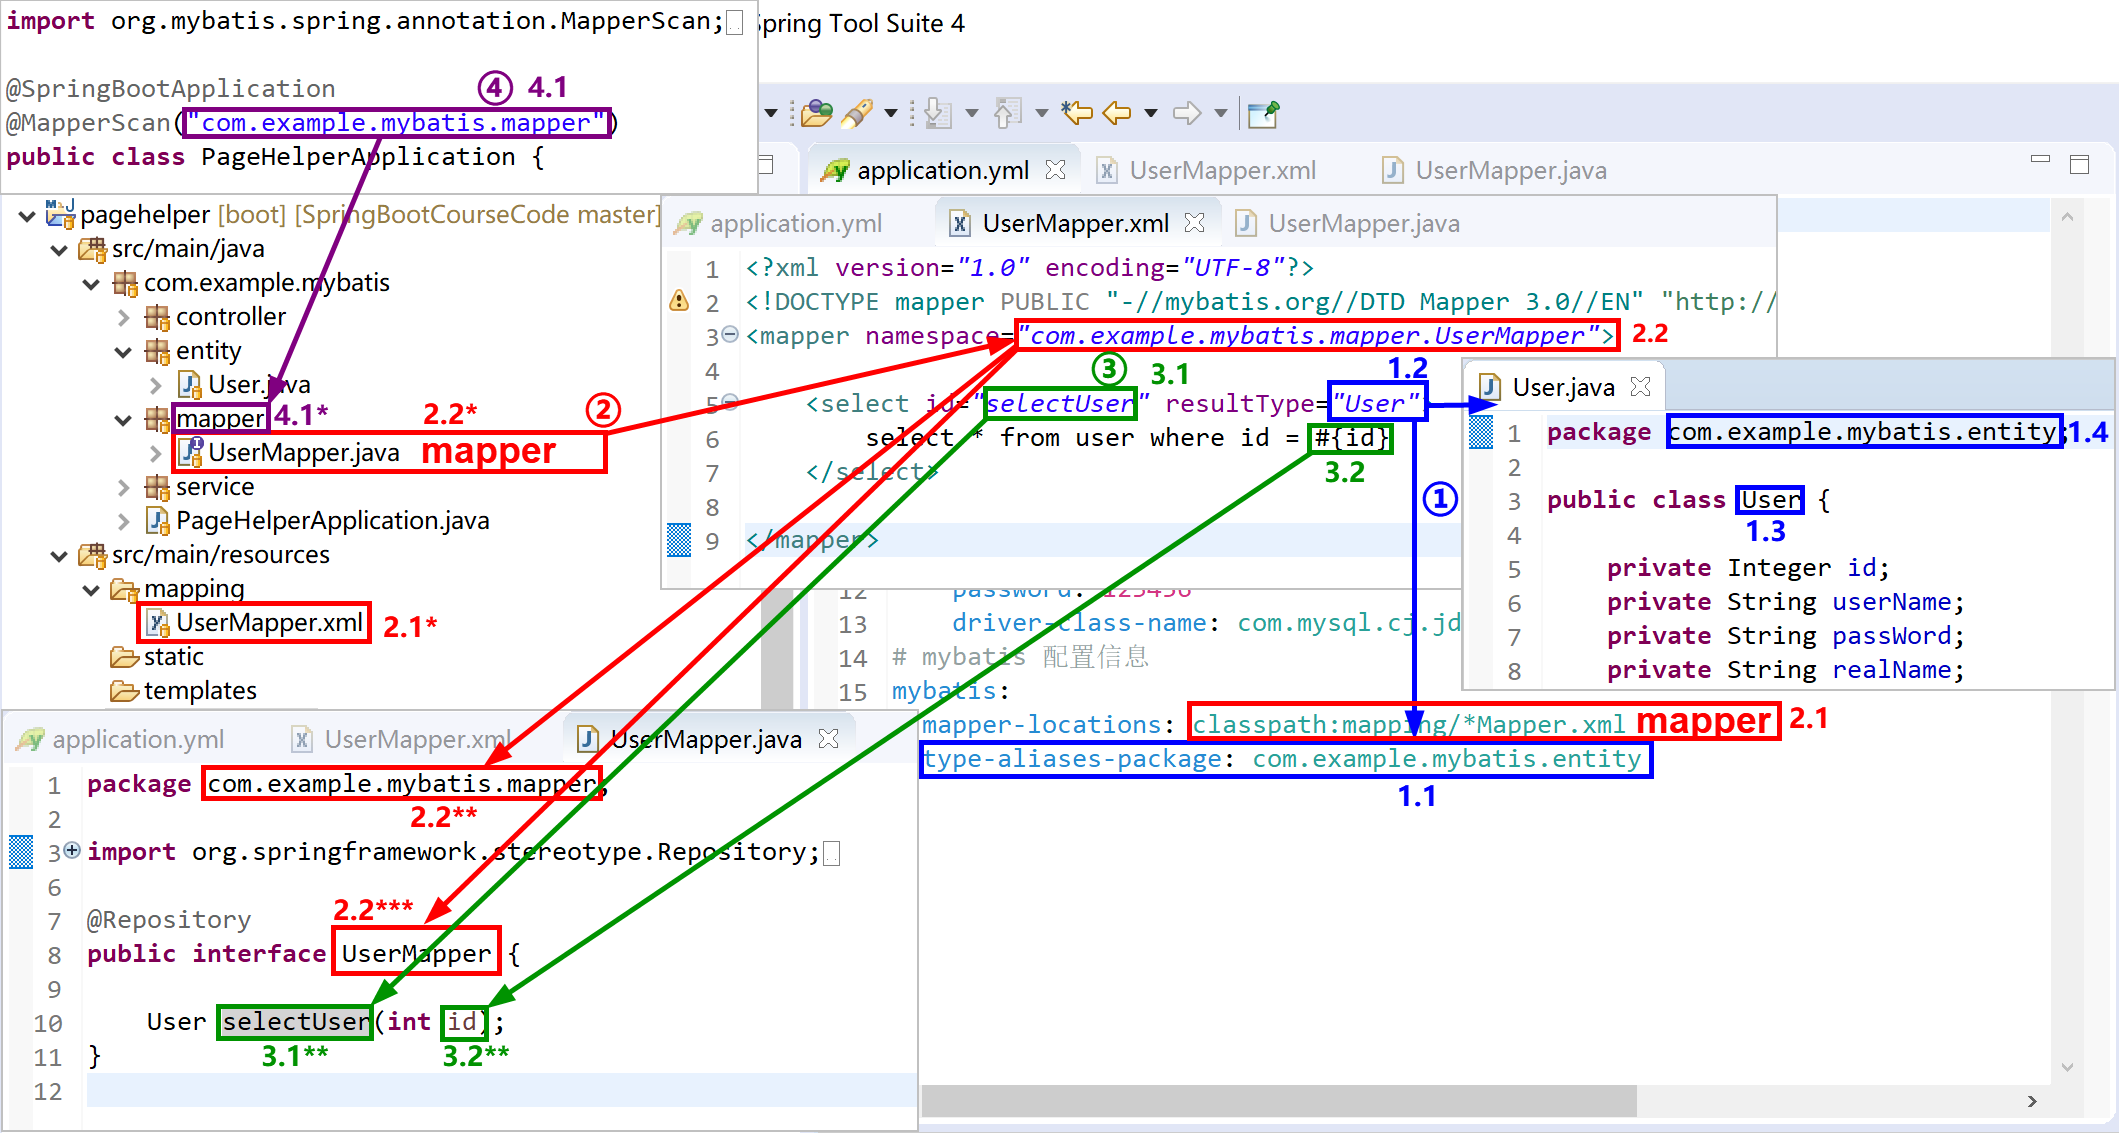 import org.mybatis.spring.annotation.MapperScan;
Spring Tool Suite 4
@SpringBootApplication
④ 4.1
@MapperScan("com.example.mybatis.mapper")
public class PageHelperApplication {
application.yml
UserMapper.xml
UserMapper.java
pagehelper [boot] [SpringBootCourseCode master]
src/main/java
com.example.mybatis
controller
entity
User.java
mapper 4.1*
2.2*
②
UserMapper.java mapper
service
PageHelperApplication.java
src/main/resources
mapping
UserMapper.xml 2.1*
static
templates
application.yml
UserMapper.xml
UserMapper.java
1 <?xml version="1.0" encoding="UTF-8"?>
2 <!DOCTYPE mapper PUBLIC "-//mybatis.org//DTD Mapper 3.0//EN" "http://
3 <mapper namespace="com.example.mybatis.mapper.UserMapper"> 2.2
4
③ 3.1
1.2
5 <select id="selectUser" resultType="User">
6 select * from user where id = #{id}
3.2
7 </select>
8
①
9 </mapper>
User.java
1 package com.example.mybatis.entity; 1.4
2
3 public class User {
1.3
4
5 private Integer id;
6 private String userName;
7 private String passWord;
8 private String realName;
12 password: 123456
13 driver-class-name: com.mysql.cj.jd
14 # mybatis 配置信息
15 mybatis:
mapper-locations: classpath:mapping/*Mapper.xml mapper 2.1
type-aliases-package: com.example.mybatis.entity
1.1
application.yml
UserMapper.xml
UserMapper.java
1 package com.example.mybatis.mapper;
2.2**
2
3 import org.springframework.stereotype.Repository;
6
2.2***
7 @Repository
8 public interface UserMapper {
9
10 User selectUser(int id);
3.1** 3.2**
11 }
12